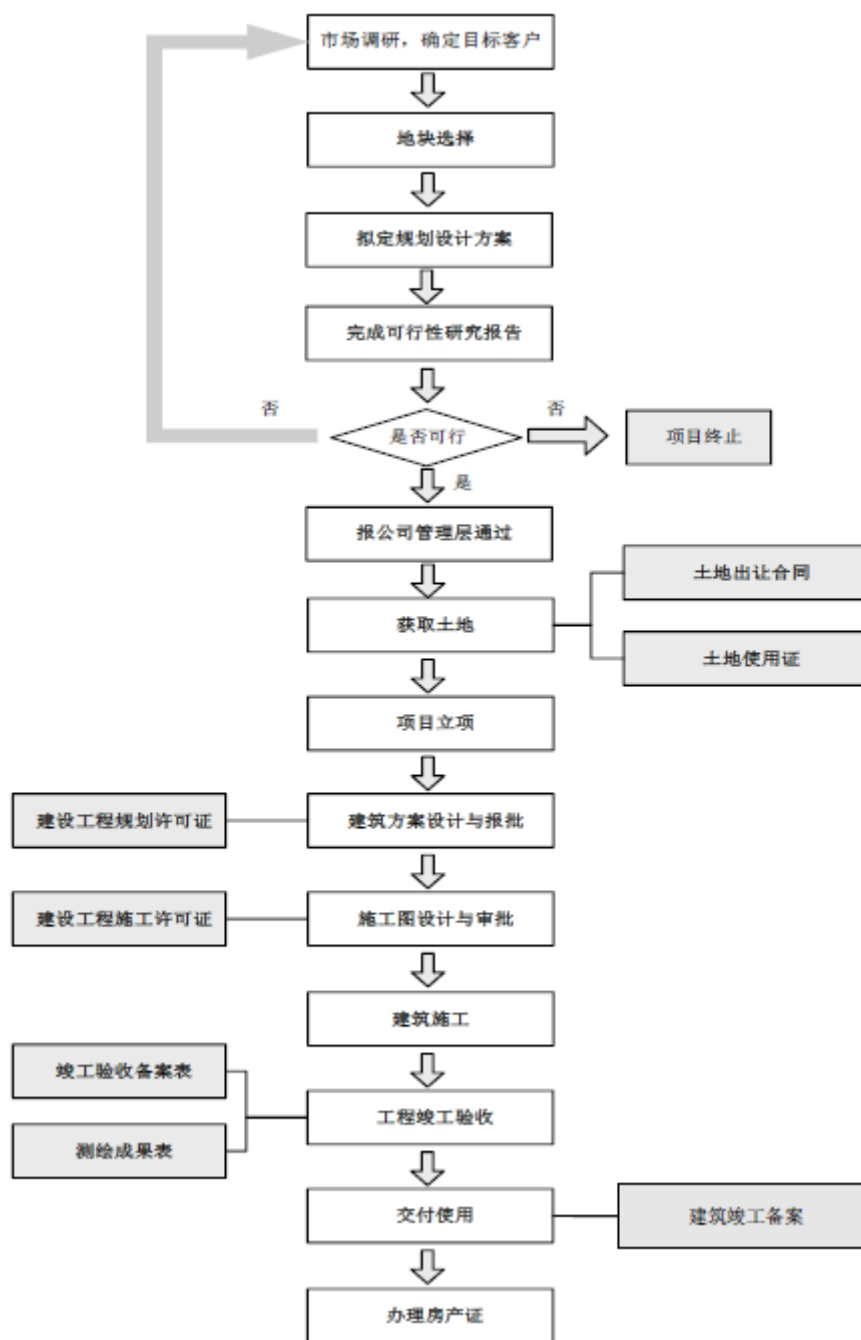 市场调研，确定目标客户
地块选择
拟定规划设计方案
完成可行性研究报告
否
是否可行
否
项目终止
是
报公司管理层通过
土地出让合同
获取土地
土地使用证
项目立项
建设工程规划许可证
建筑方案设计与报批
建设工程施工许可证
施工图设计与审批
建筑施工
竣工验收备案表
工程竣工验收
测绘成果表
交付使用
建筑竣工备案
办理房产证